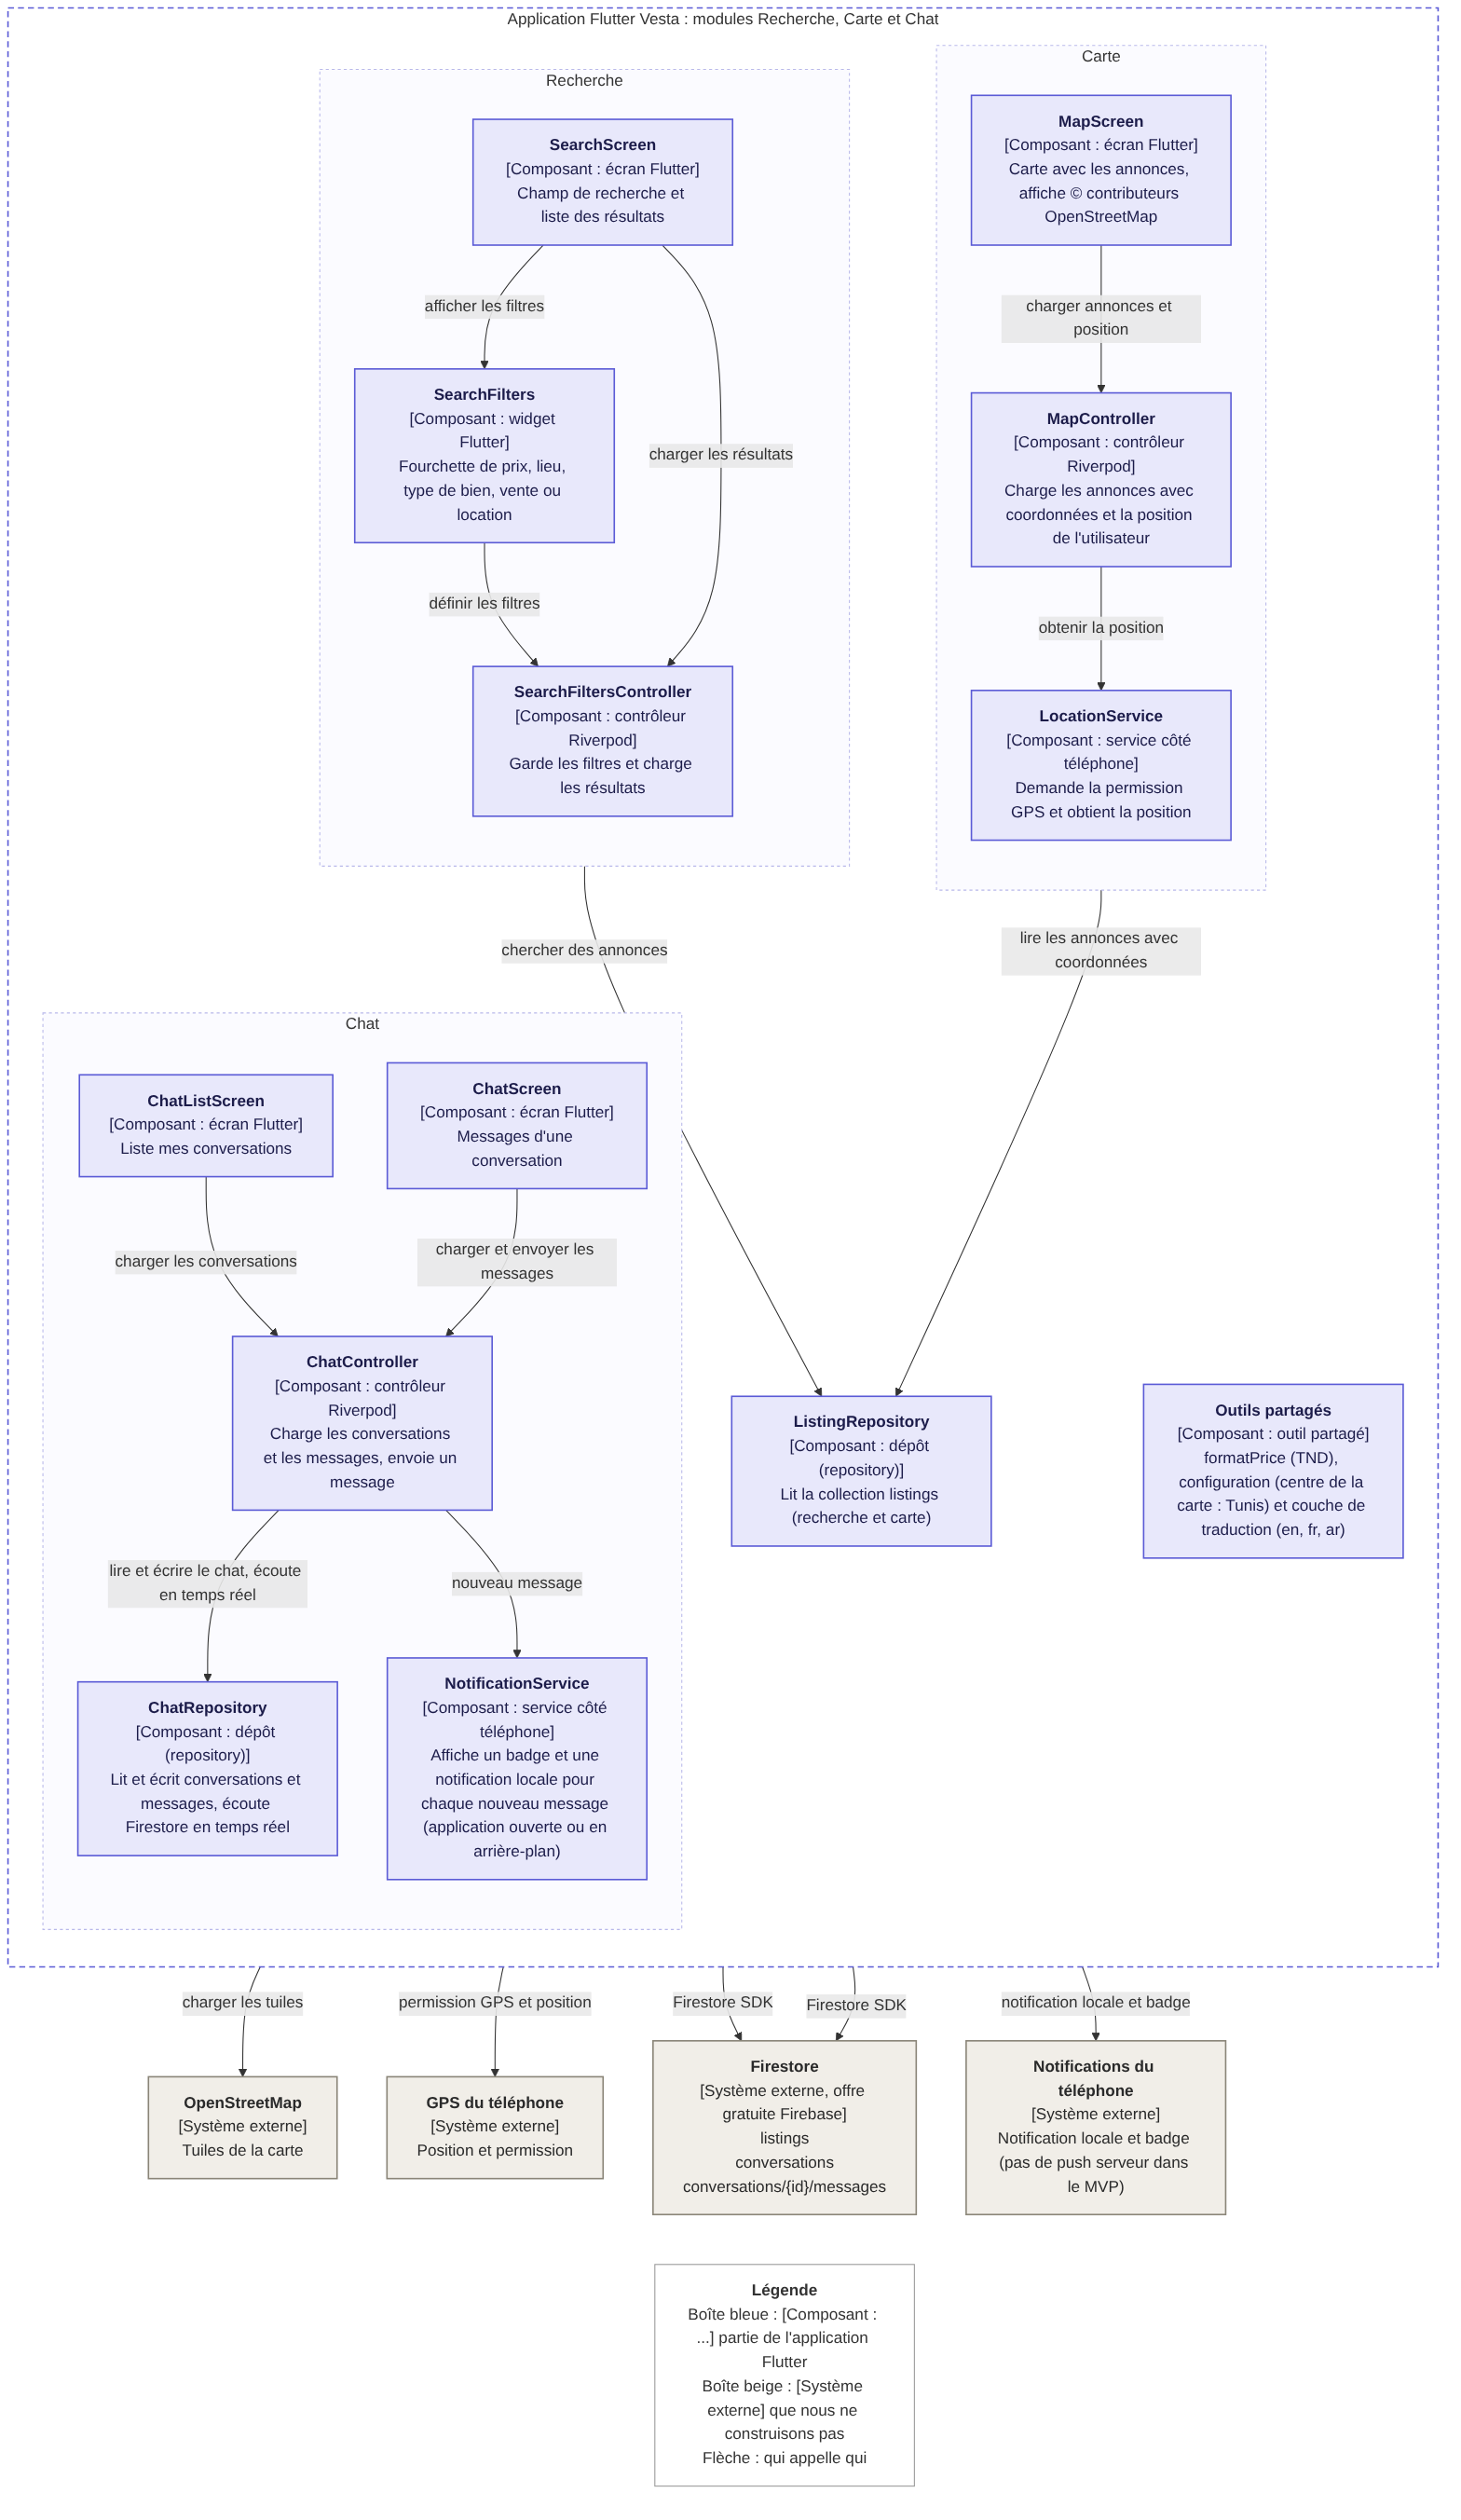 Application Flutter Vesta : modules Recherche, Carte et Chat
Recherche
SearchScreen
[Composant : écran Flutter]
Champ de recherche et
liste des résultats
afficher les filtres
charger les résultats
SearchFilters
[Composant : widget
Flutter]
Fourchette de prix, lieu,
type de bien, vente ou
location
définir les filtres
SearchFiltersController
[Composant : contrôleur
Riverpod]
Garde les filtres et charge
les résultats
Carte
MapScreen
[Composant : écran Flutter]
Carte avec les annonces,
affiche © contributeurs
OpenStreetMap
charger annonces et
position
MapController
[Composant : contrôleur
Riverpod]
Charge les annonces avec
coordonnées et la position
de l'utilisateur
obtenir la position
LocationService
[Composant : service côté
téléphone]
Demande la permission
GPS et obtient la position
chercher des annonces
lire les annonces avec
coordonnées
Chat
ChatListScreen
[Composant : écran Flutter]
Liste mes conversations
ChatScreen
[Composant : écran Flutter]
Messages d'une
conversation
charger les conversations
charger et envoyer les
messages
ChatController
[Composant : contrôleur
Riverpod]
Charge les conversations
et les messages, envoie un
message
lire et écrire le chat, écoute
en temps réel
nouveau message
ChatRepository
[Composant : dépôt
(repository)]
Lit et écrit conversations et
messages, écoute
Firestore en temps réel
NotificationService
[Composant : service côté
téléphone]
Affiche un badge et une
notification locale pour
chaque nouveau message
(application ouverte ou en
arrière-plan)
ListingRepository
[Composant : dépôt
(repository)]
Lit la collection listings
(recherche et carte)
Outils partagés
[Composant : outil partagé]
formatPrice (TND),
configuration (centre de la
carte : Tunis) et couche de
traduction (en, fr, ar)
charger les tuiles
permission GPS et position
Firestore SDK
Firestore SDK
notification locale et badge
OpenStreetMap
[Système externe]
Tuiles de la carte
GPS du téléphone
[Système externe]
Position et permission
Firestore
[Système externe, offre
gratuite Firebase]
listings
conversations
conversations/{id}/messages
Notifications du
téléphone
[Système externe]
Notification locale et badge
(pas de push serveur dans
le MVP)
Légende
Boîte bleue : [Composant :
...] partie de l'application
Flutter
Boîte beige : [Système
externe] que nous ne
construisons pas
Flèche : qui appelle qui